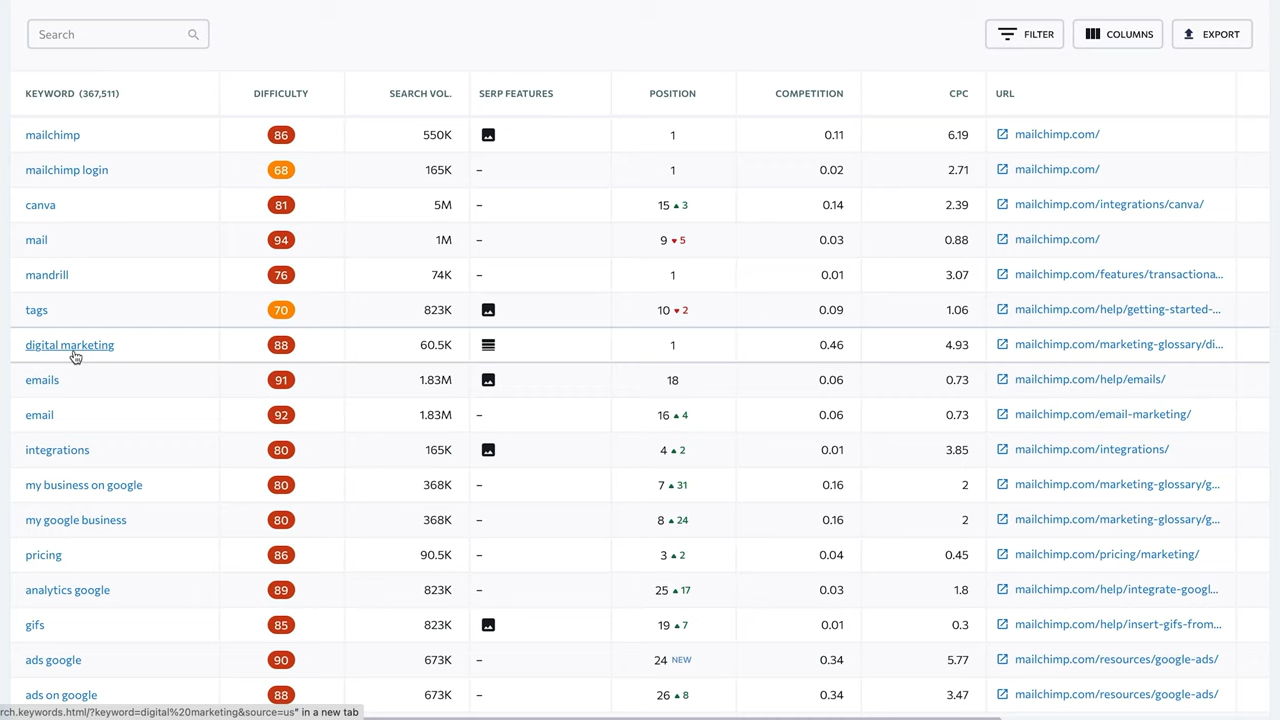 Search FILTER COLUMNS EXPORT
KEYWORD (367,511) DIFFICULTY SEARCH VOL. SERP FEATURES POSITION COMPETITION CPC URL
mailchimp 86 550K 1 0.11 6.19 mailchimp.com/
mailchimp login 68 165K – 1 0.02 2.71 mailchimp.com/
canva 81 5M – 15 ▲ 3 0.14 2.39 mailchimp.com/integrations/canva/
mail 94 1M – 9 ▼ 5 0.03 0.88 mailchimp.com/
mandrill 76 74K – 1 0.01 3.07 mailchimp.com/features/transactiona...
tags 70 823K 10 ▼ 2 0.09 1.06 mailchimp.com/help/getting-started-...
digital marketing 88 60.5K 1 0.46 4.93 mailchimp.com/marketing-glossary/di...
emails 91 1.83M 18 0.06 0.73 mailchimp.com/help/emails/
email 92 1.83M – 16 ▲ 4 0.06 0.73 mailchimp.com/email-marketing/
integrations 80 165K 4 ▲ 2 0.01 3.85 mailchimp.com/integrations/
my business on google 80 368K – 7 ▲ 31 0.16 2 mailchimp.com/marketing-glossary/g...
my google business 80 368K – 8 ▲ 24 0.16 2 mailchimp.com/marketing-glossary/g...
pricing 86 90.5K – 3 ▲ 2 0.04 0.45 mailchimp.com/pricing/marketing/
analytics google 89 823K – 25 ▲ 17 0.03 1.8 mailchimp.com/help/integrate-googl...
gifs 85 823K 19 ▲ 7 0.01 0.3 mailchimp.com/help/insert-gifs-from...
ads google 90 673K – 24 NEW 0.34 5.77 mailchimp.com/resources/google-ads/
ads on google 88 673K – 26 ▲ 8 0.34 3.47 mailchimp.com/resources/google-ads/
rch.keywords.html/?keyword=digital%20marketing&source=us" in a new tab